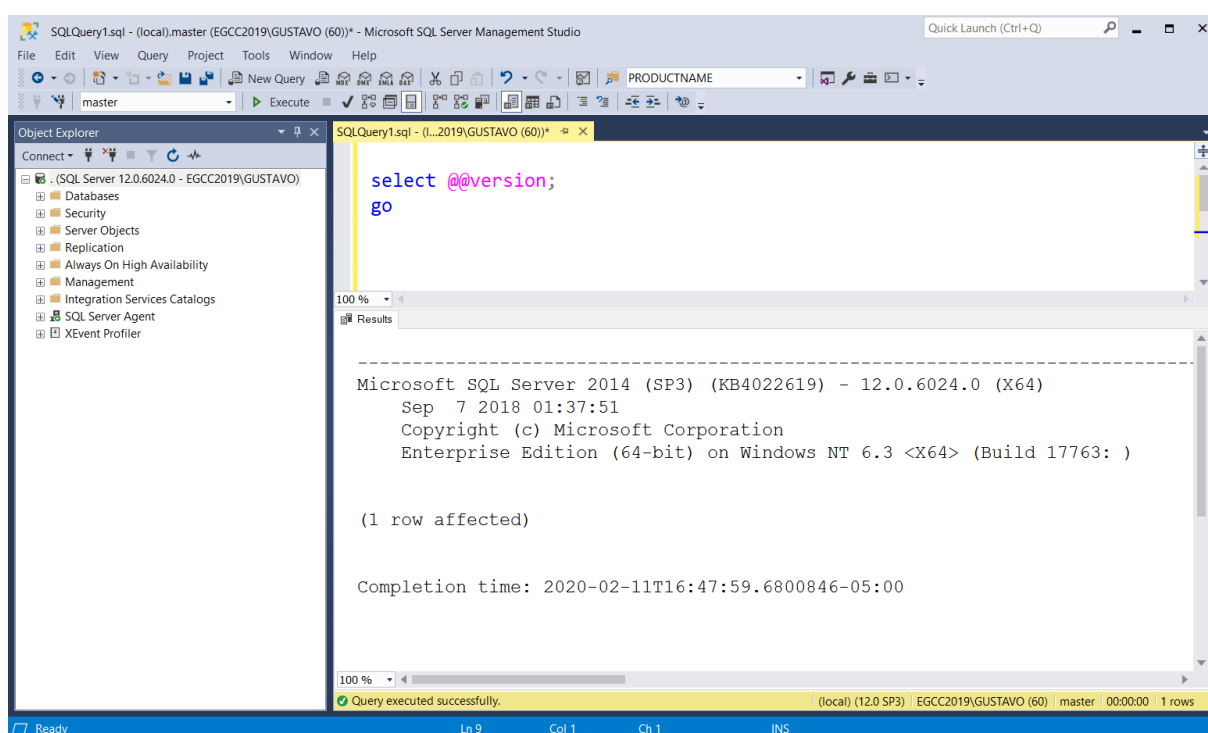 SQLQuery1.sql - (local).master (EGCC2019\GUSTAVO (60))* - Microsoft SQL Server Management Studio
Quick Launch (Ctrl+Q)
File Edit View Query Project Tools Window Help
New Query MDX DMX XMLA DAX PRODUCTNAME
master Execute
Object Explorer
SQLQuery1.sql - (l...2019\GUSTAVO (60))*
Connect
. (SQL Server 12.0.6024.0 - EGCC2019\GUSTAVO)
Databases
Security
Server Objects
Replication
Always On High Availability
Management
Integration Services Catalogs
SQL Server Agent
XEvent Profiler
select @@version;
go
100 %
Results
--------------------------------------------------------------------------
Microsoft SQL Server 2014 (SP3) (KB4022619) - 12.0.6024.0 (X64)
Sep 7 2018 01:37:51
Copyright (c) Microsoft Corporation
Enterprise Edition (64-bit) on Windows NT 6.3 <X64> (Build 17763: )
(1 row affected)
Completion time: 2020-02-11T16:47:59.6800846-05:00
100 %
Query executed successfully.
(local) (12.0 SP3) EGCC2019\GUSTAVO (60) master 00:00:00 1 rows
Ready Ln 9 Col 1 Ch 1 INS